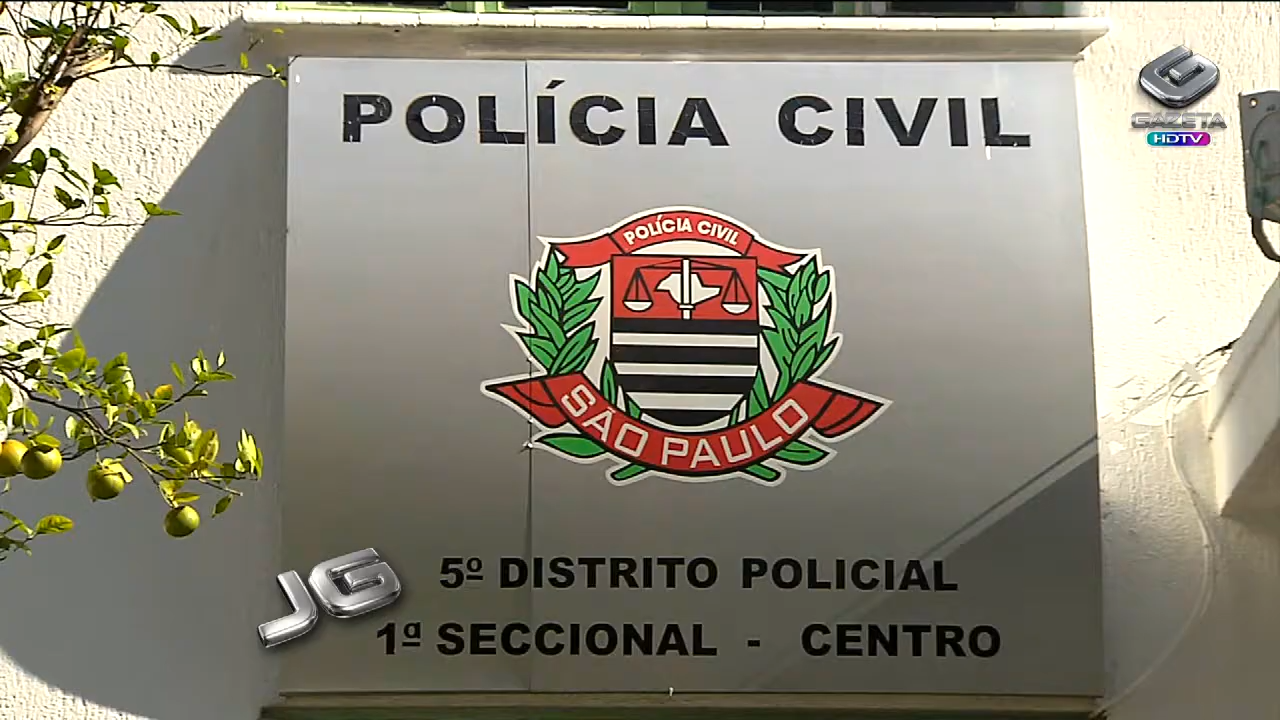 POLÍCIA CIVIL
GAZETA
HDTV
POLÍCIA CIVIL
SÃO PAULO
JG
5º DISTRITO POLICIAL
1ª SECCIONAL - CENTRO